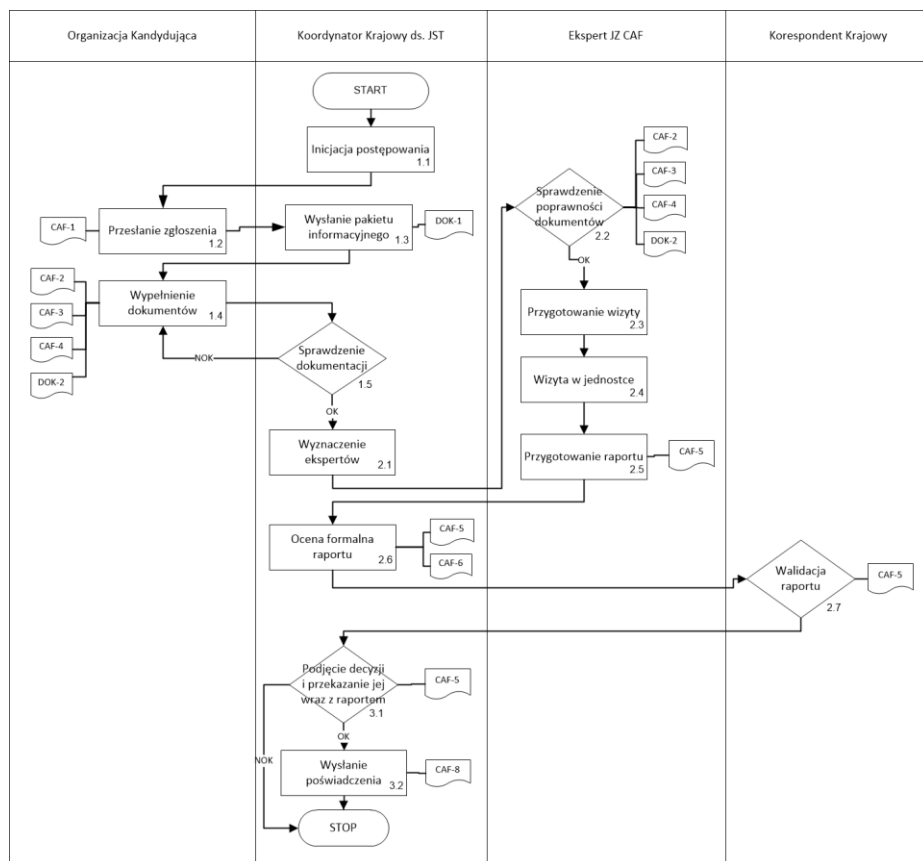 Organizacja Kandydująca
Koordynator Krajowy ds. JST
Ekspert JZ CAF
Korespondent Krajowy
START
Inicjacja postępowania
1.1
CAF-1
Przesłanie zgłoszenia
1.2
Wysłanie pakietu
informacyjnego
1.3
DOK-1
CAF-2
CAF-3
CAF-4
DOK-2
Wypełnienie
dokumentów
1.4
NOK
Sprawdzenie
dokumentacji
1.5
OK
Wyznaczenie
ekspertów
2.1
Sprawdzenie
poprawności
dokumentów
2.2
CAF-2
CAF-3
CAF-4
DOK-2
OK
Przygotowanie wizyty
2.3
Wizyta w jednostce
2.4
Przygotowanie raportu
2.5
CAF-5
Ocena formalna
raportu
2.6
CAF-5
CAF-6
Walidacja
raportu
2.7
CAF-5
Podjęcie decyzji
i przekazanie jej
wraz z raportem
3.1
CAF-5
OK
NOK
Wysłanie
poświadczenia
3.2
CAF-8
STOP